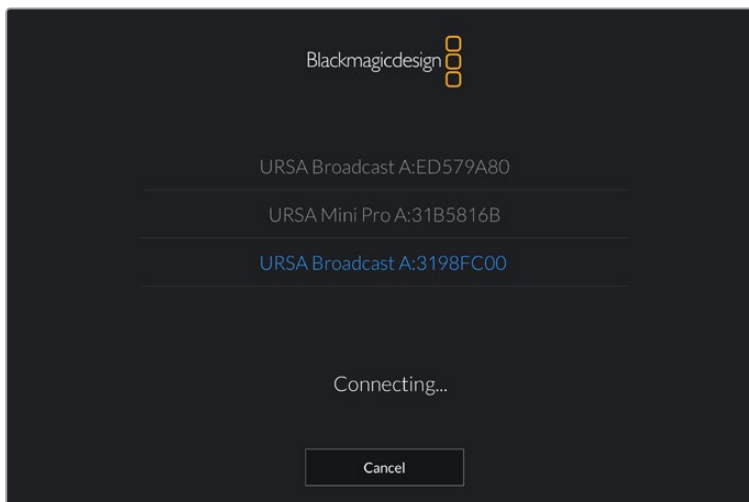 Blackmagicdesign
URSA Broadcast A:ED579A80
URSA Mini Pro A:31B5816B
URSA Broadcast A:3198FC00
Connecting...
Cancel